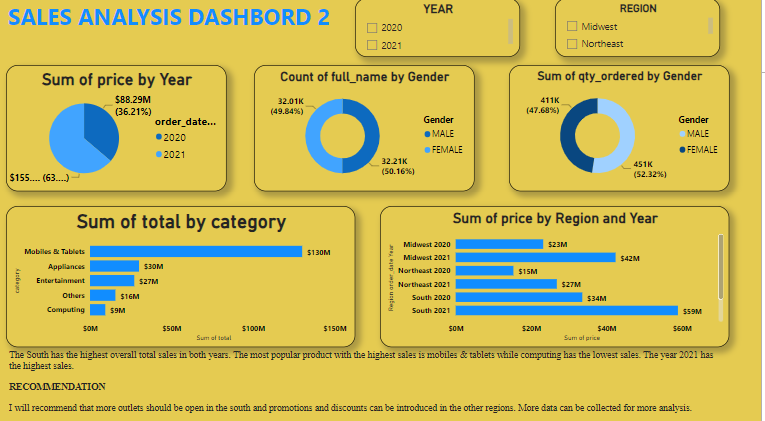 SALES ANALYSIS DASHBORD 2
YEAR
2020
2021
REGION
Midwest
Northeast
Sum of price by Year
$88.29M
(36.21%)
order_date...
2020
2021
$155.... (63....)
Count of full_name by Gender
32.01K
(49.84%)
Gender
MALE
FEMALE
32.21K
(50.16%)
Sum of qty_ordered by Gender
411K
(47.68%)
Gender
MALE
FEMALE
451K
(52.32%)
Sum of total by category
category
Mobiles & Tablets $130M
Appliances $30M
Entertainment $27M
Others $16M
Computing $9M
$0M $50M $100M $150M
Sum of total
Sum of price by Region and Year
Region order_date Year
Midwest 2020 $23M
Midwest 2021 $42M
Northeast 2020 $15M
Northeast 2021 $27M
South 2020 $34M
South 2021 $59M
$0M $20M $40M $60M
Sum of price
The South has the highest overall total sales in both years. The most popular product with the highest sales is mobiles & tablets while computing has the lowest sales. The year 2021 has
the highest sales.
RECOMMENDATION
I will recommend that more outlets should be open in the south and promotions and discounts can be introduced in the other regions. More data can be collected for more analysis.